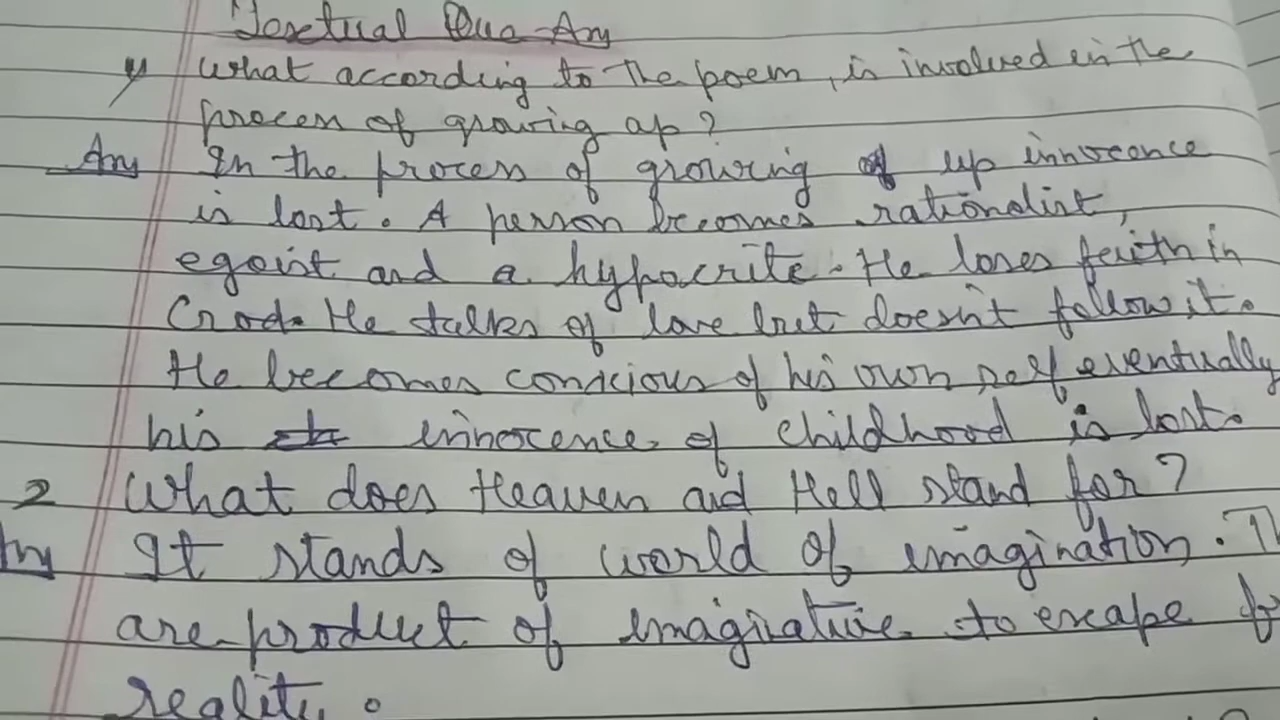 Textual Que Ans
1) What according to the poem, is involved in the
process of growing up?
Ans In the process of growing up innocence
is lost. A person becomes rationalist,
egoist and a hypocrite. He loses faith in
God. He talks of love but doesn't follow it.
He becomes concious of his own self eventually
his innocence of childhood is lost.
2 What does Heaven and Hell stand for?
Ans It stands of world of imagination.
are product of imaginative to escape
reality.